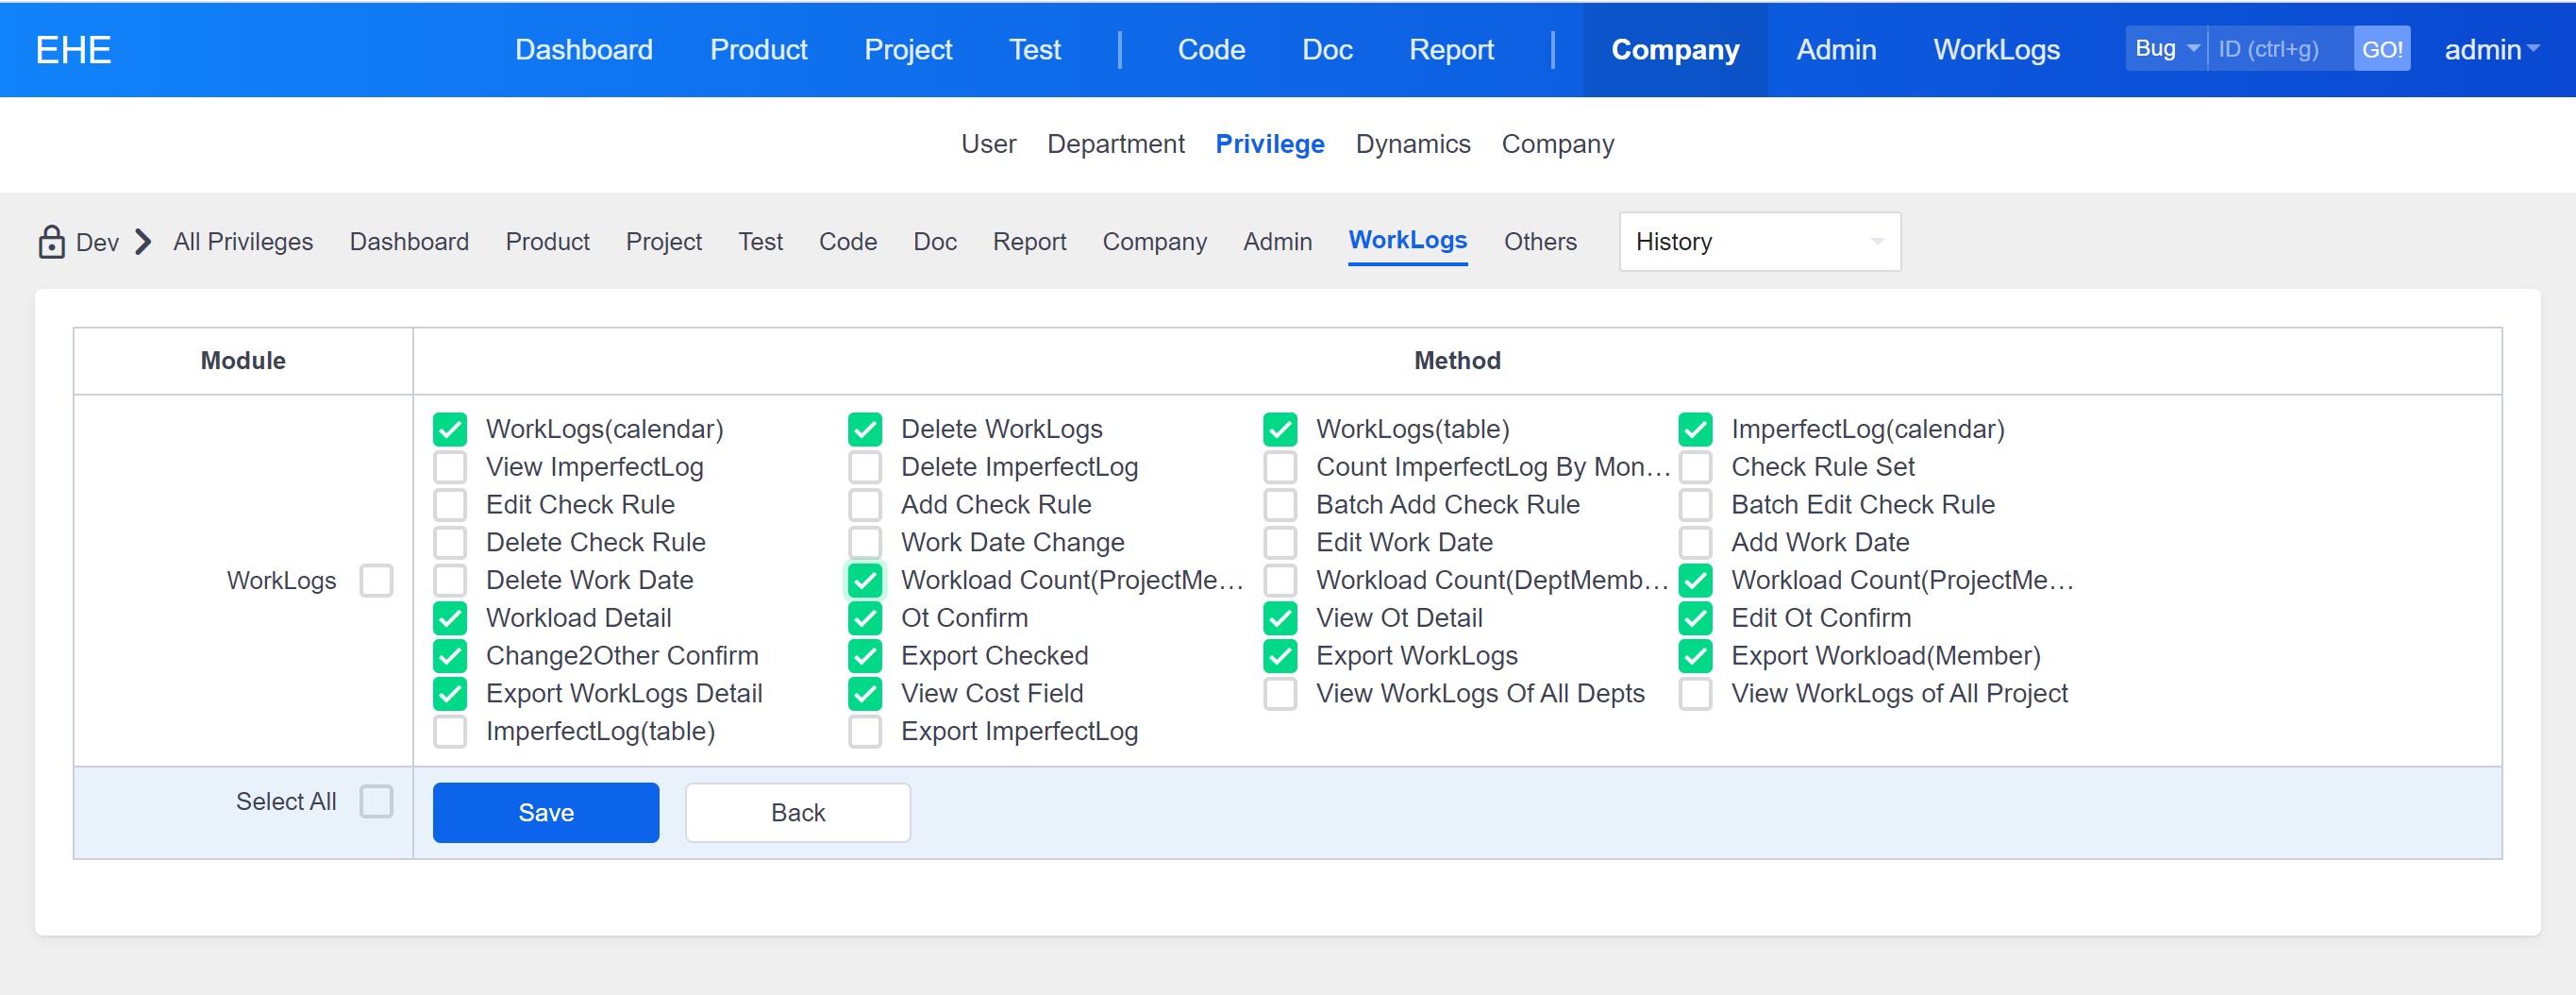 EHE Dashboard Product Project Test Code Doc Report Company Admin WorkLogs Bug ID (ctrl+g) GO! admin
User Department Privilege Dynamics Company
Dev All Privileges Dashboard Product Project Test Code Doc Report Company Admin WorkLogs Others History
Module Method
WorkLogs(calendar) Delete WorkLogs WorkLogs(table) ImperfectLog(calendar)
View ImperfectLog Delete ImperfectLog Count ImperfectLog By Mon... Check Rule Set
Edit Check Rule Add Check Rule Batch Add Check Rule Batch Edit Check Rule
Delete Check Rule Work Date Change Edit Work Date Add Work Date
WorkLogs Delete Work Date Workload Count(ProjectMe... Workload Count(DeptMemb... Workload Count(ProjectMe...
Workload Detail Ot Confirm View Ot Detail Edit Ot Confirm
Change2Other Confirm Export Checked Export WorkLogs Export Workload(Member)
Export WorkLogs Detail View Cost Field View WorkLogs Of All Depts View WorkLogs of All Project
ImperfectLog(table) Export ImperfectLog
Select All Save Back